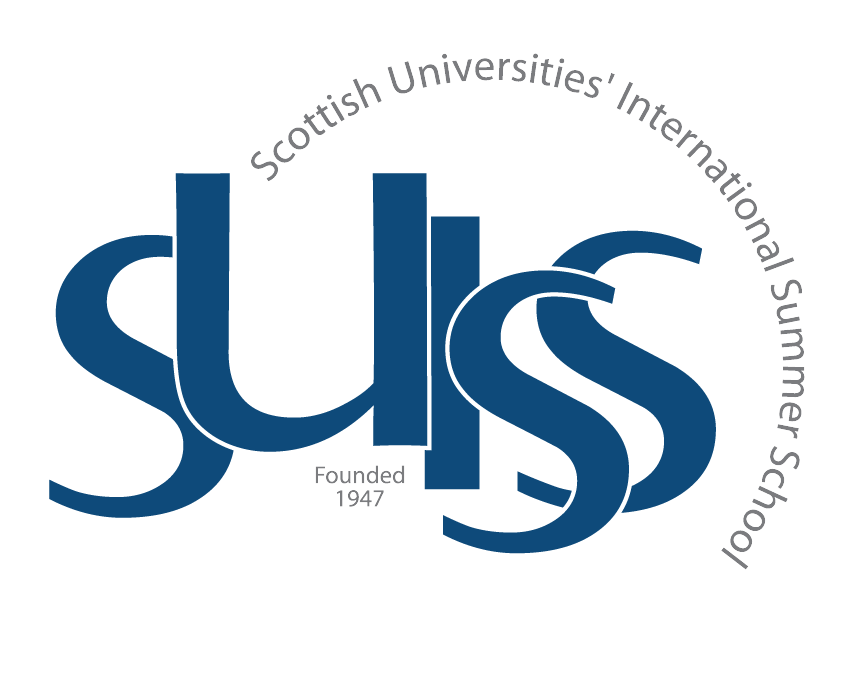 Scottish Universities' International Summer School
SUISS
Founded
1947